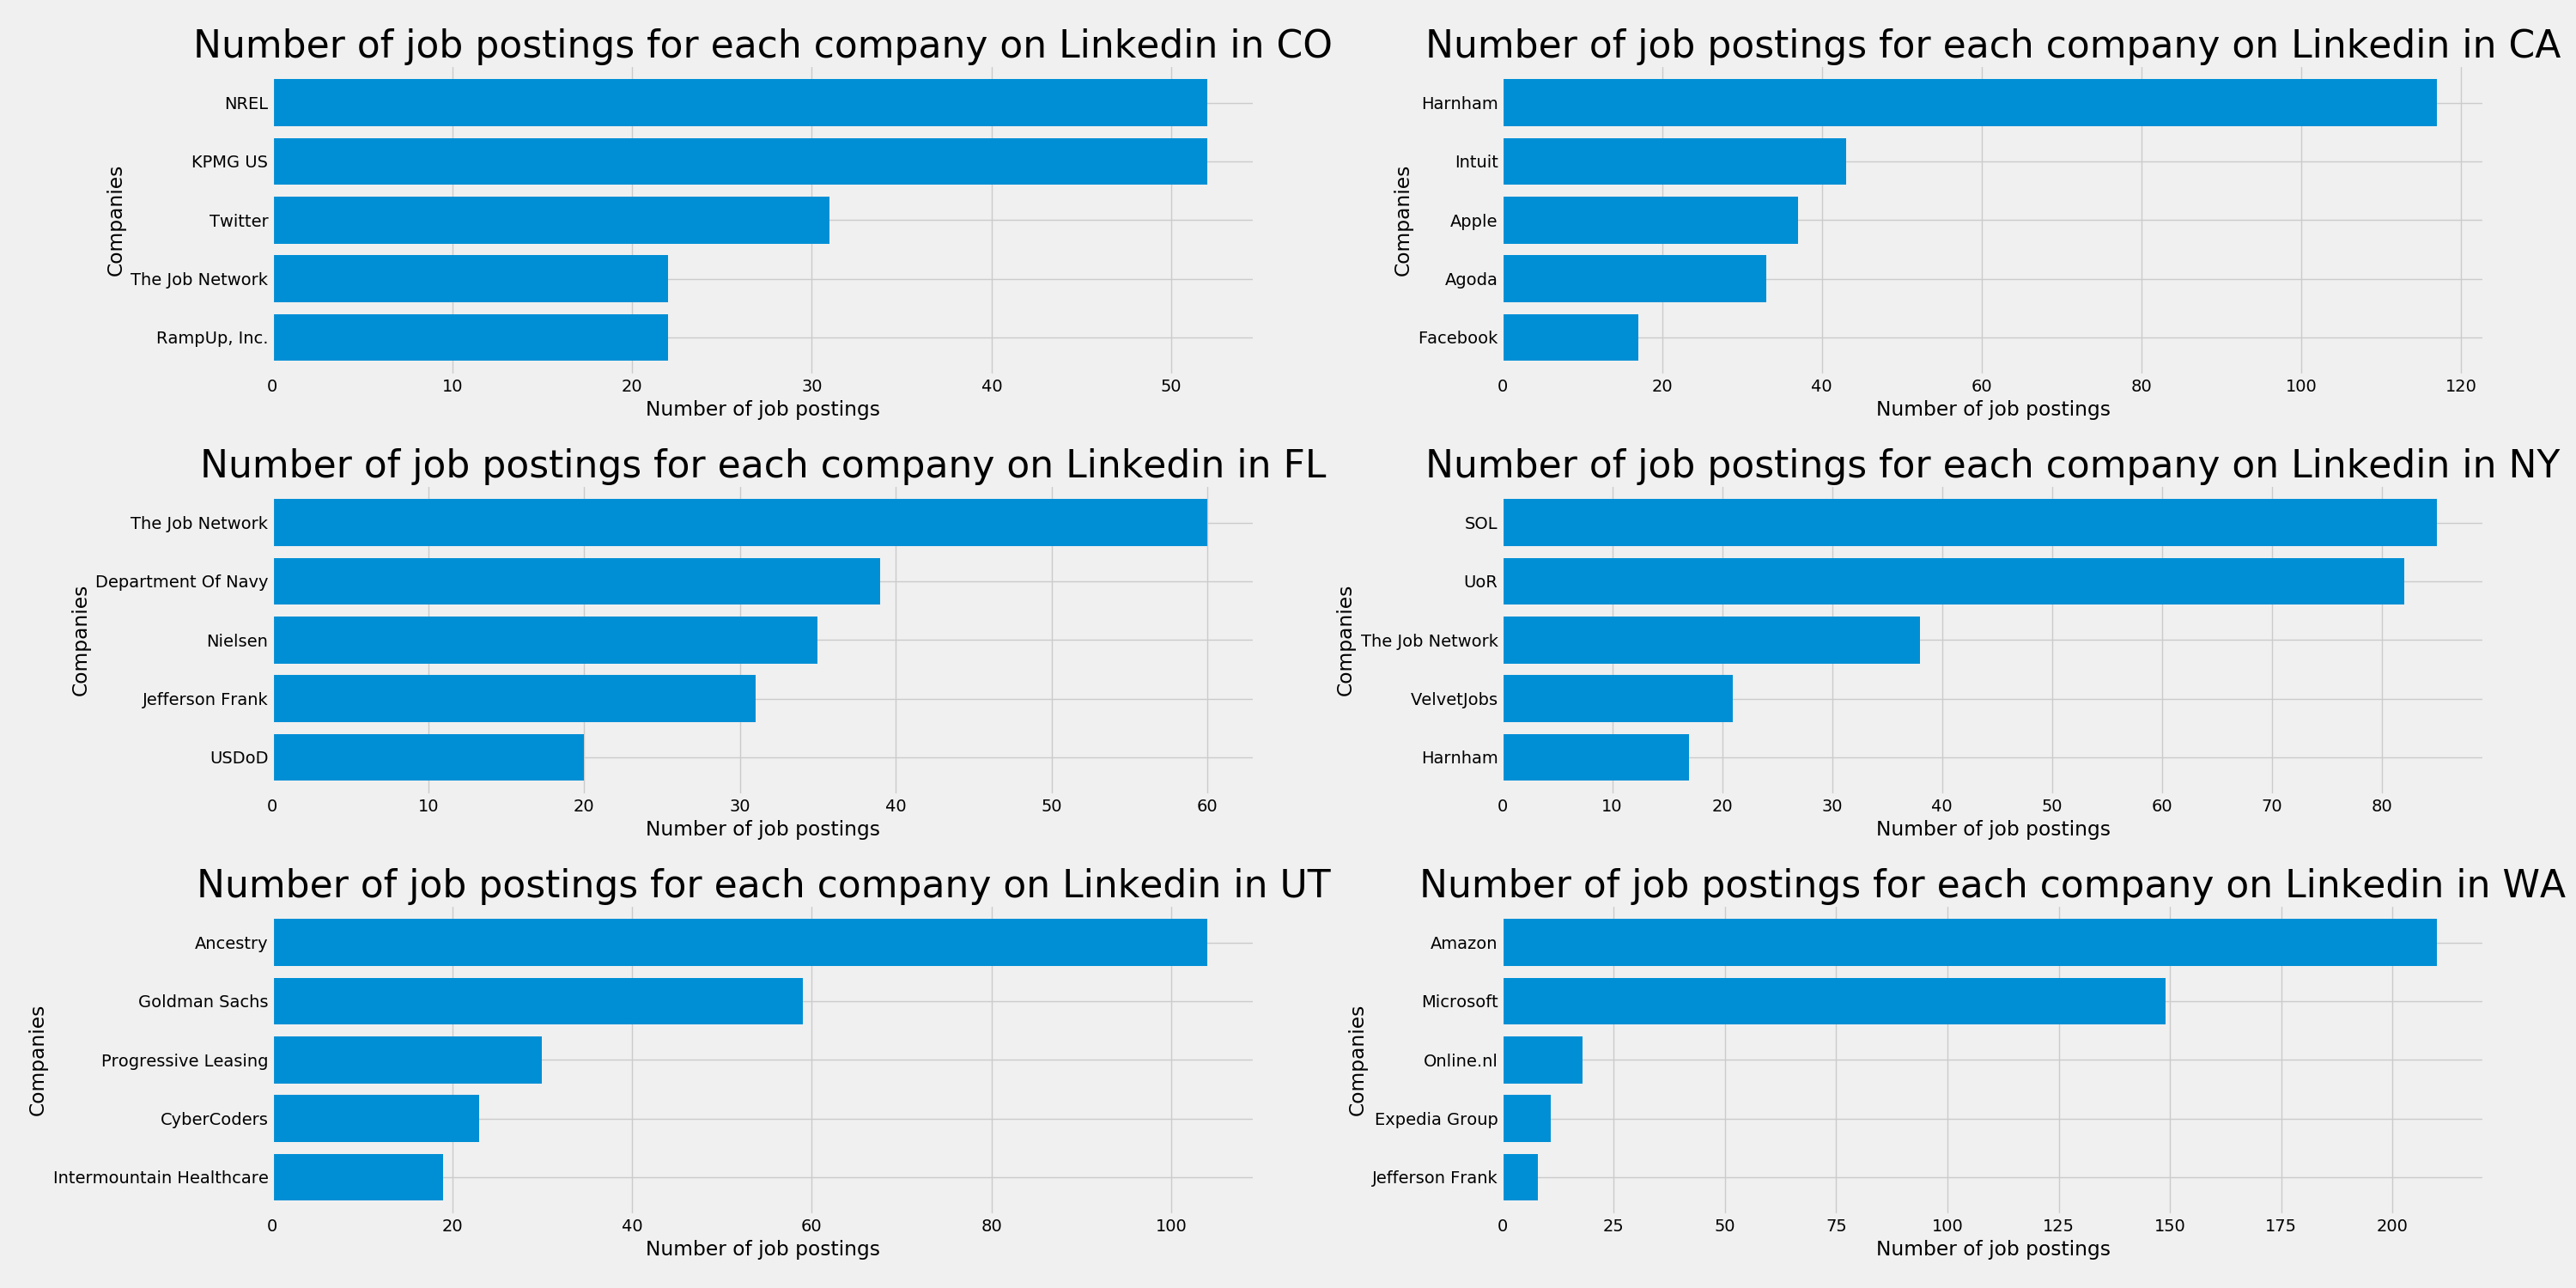 Number of job postings for each company on Linkedin in CO
Companies
NREL
KPMG US
Twitter
The Job Network
RampUp, Inc.
0 10 20 30 40 50
Number of job postings
Number of job postings for each company on Linkedin in CA
Companies
Harnham
Intuit
Apple
Agoda
Facebook
0 20 40 60 80 100 120
Number of job postings
Number of job postings for each company on Linkedin in FL
Companies
The Job Network
Department Of Navy
Nielsen
Jefferson Frank
USDoD
0 10 20 30 40 50 60
Number of job postings
Number of job postings for each company on Linkedin in NY
Companies
SOL
UoR
The Job Network
VelvetJobs
Harnham
0 10 20 30 40 50 60 70 80
Number of job postings
Number of job postings for each company on Linkedin in UT
Companies
Ancestry
Goldman Sachs
Progressive Leasing
CyberCoders
Intermountain Healthcare
0 20 40 60 80 100
Number of job postings
Number of job postings for each company on Linkedin in WA
Companies
Amazon
Microsoft
Online.nl
Expedia Group
Jefferson Frank
0 25 50 75 100 125 150 175 200
Number of job postings